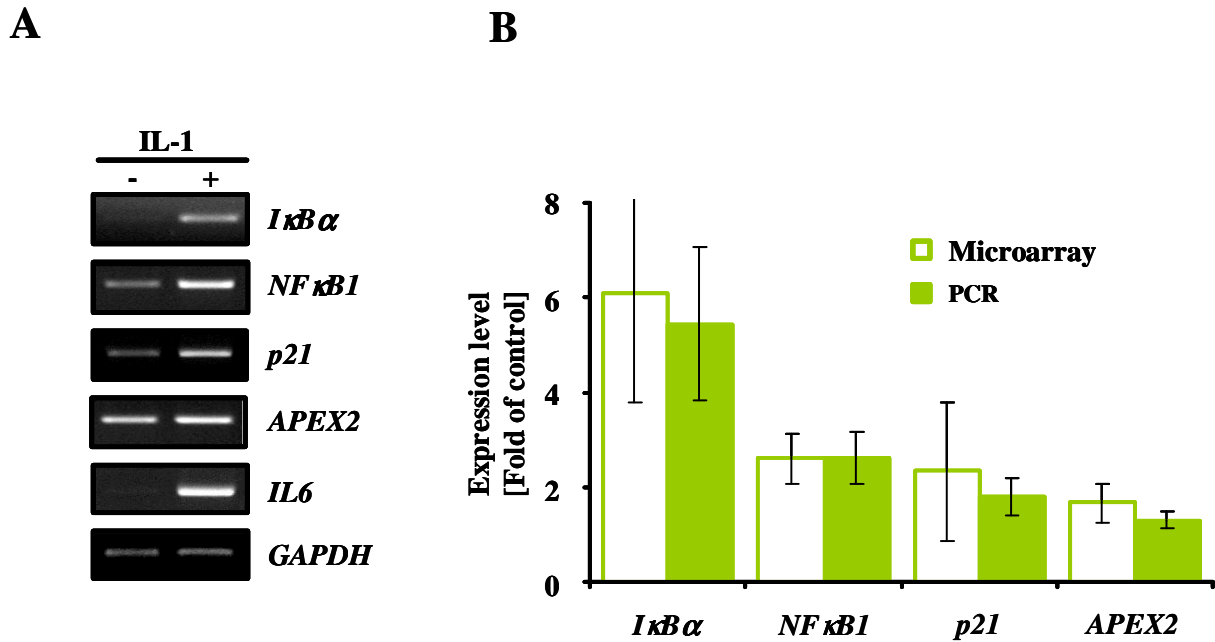 A
B
IL-1
- +
IκBα
NFκB1
p21
APEX2
IL6
GAPDH
Expression level
[Fold of control]
8
6
4
2
0
Microarray
PCR
IκBα NFκB1 p21 APEX2